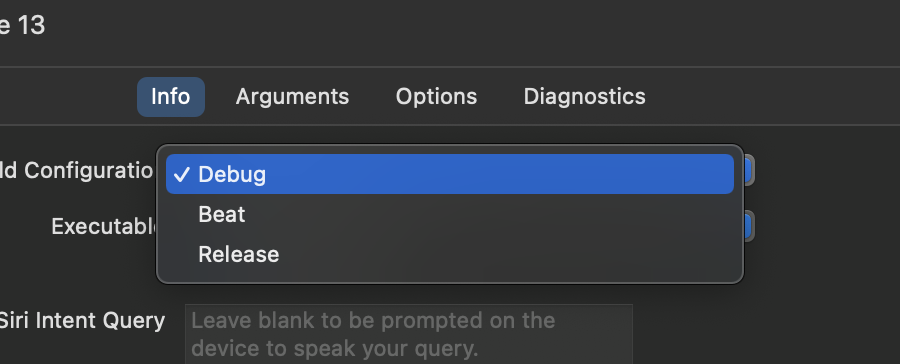 e 13
Info Arguments Options Diagnostics
ld Configuratio
Debug
Beat
Executabl
Release
Siri Intent Query
Leave blank to be prompted on the
device to speak your query.